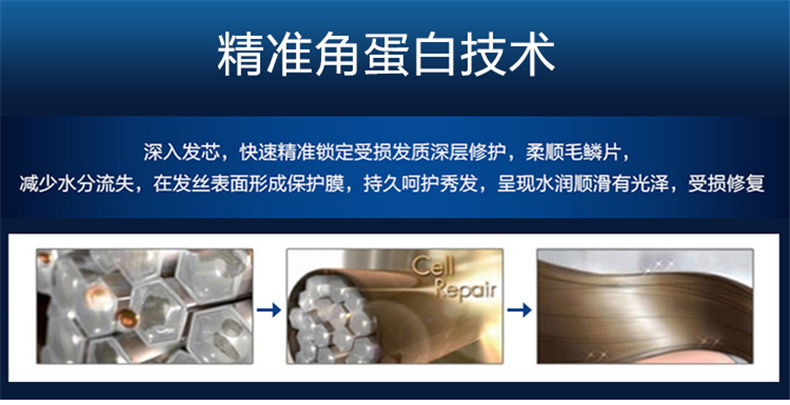 精准角蛋白技术
深入发芯，快速精准锁定受损发质深层修护，柔顺毛鳞片，
减少水分流失，在发丝表面形成保护膜，持久呵护秀发，呈现水润顺滑有光泽，受损修复
Cell
Repair